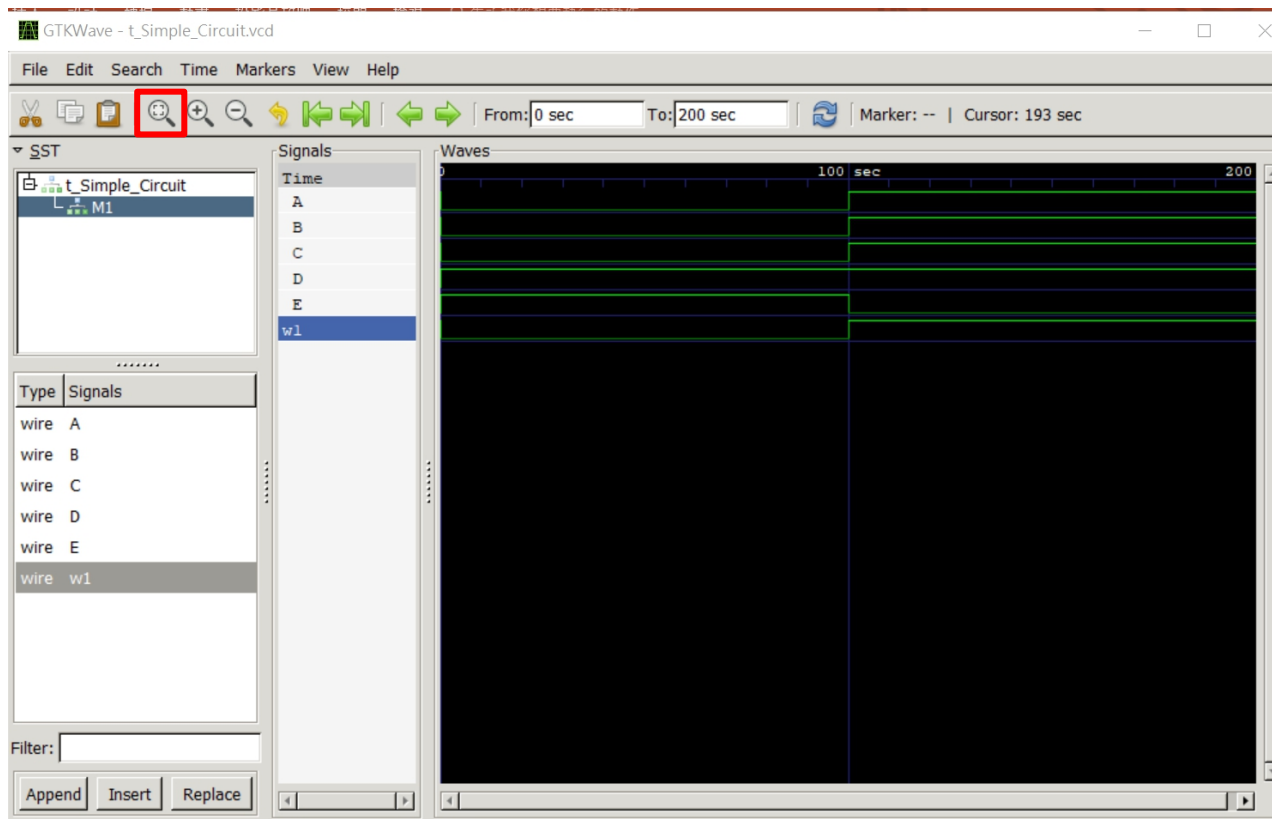 GTKWave - t_Simple_Circuit.vcd
File Edit Search Time Markers View Help
From: 0 sec To: 200 sec Marker: -- | Cursor: 193 sec
SST
t_Simple_Circuit
M1
Type Signals
wire A
wire B
wire C
wire D
wire E
wire w1
Filter:
Append Insert Replace
Signals
Time
A
B
C
D
E
w1
Waves
0 100 sec 200